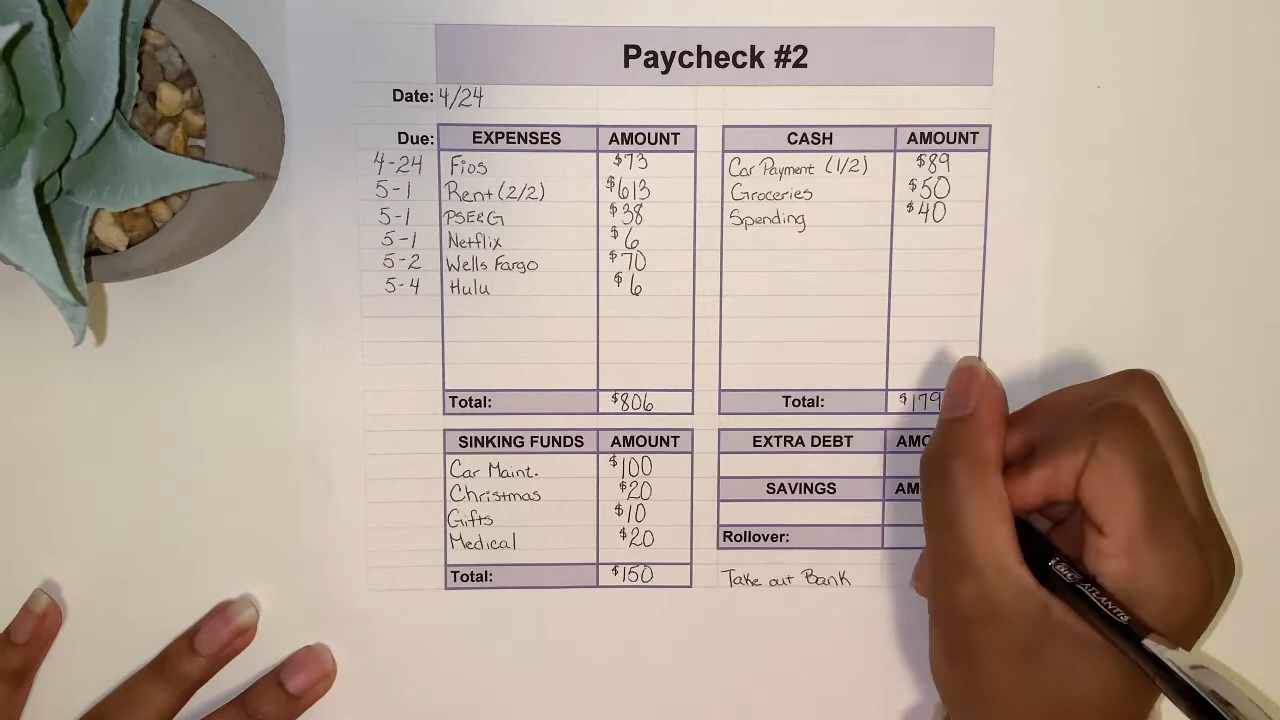 Paycheck #2
Date: 4/24
Due: EXPENSES AMOUNT
4-24 Fios $73
5-1 Rent (2/2) $613
5-1 PSE&G $38
5-1 Netflix $6
5-2 Wells Fargo $70
5-4 Hulu $6
Total: $806
CASH AMOUNT
Car Payment (1/2) $89
Groceries $50
Spending $40
Total: $179
SINKING FUNDS AMOUNT
Car Maint. $100
Christmas $20
Gifts $10
Medical $20
Total: $150
EXTRA DEBT
SAVINGS
Rollover:
Take out Bank
BIC ATLANTIS